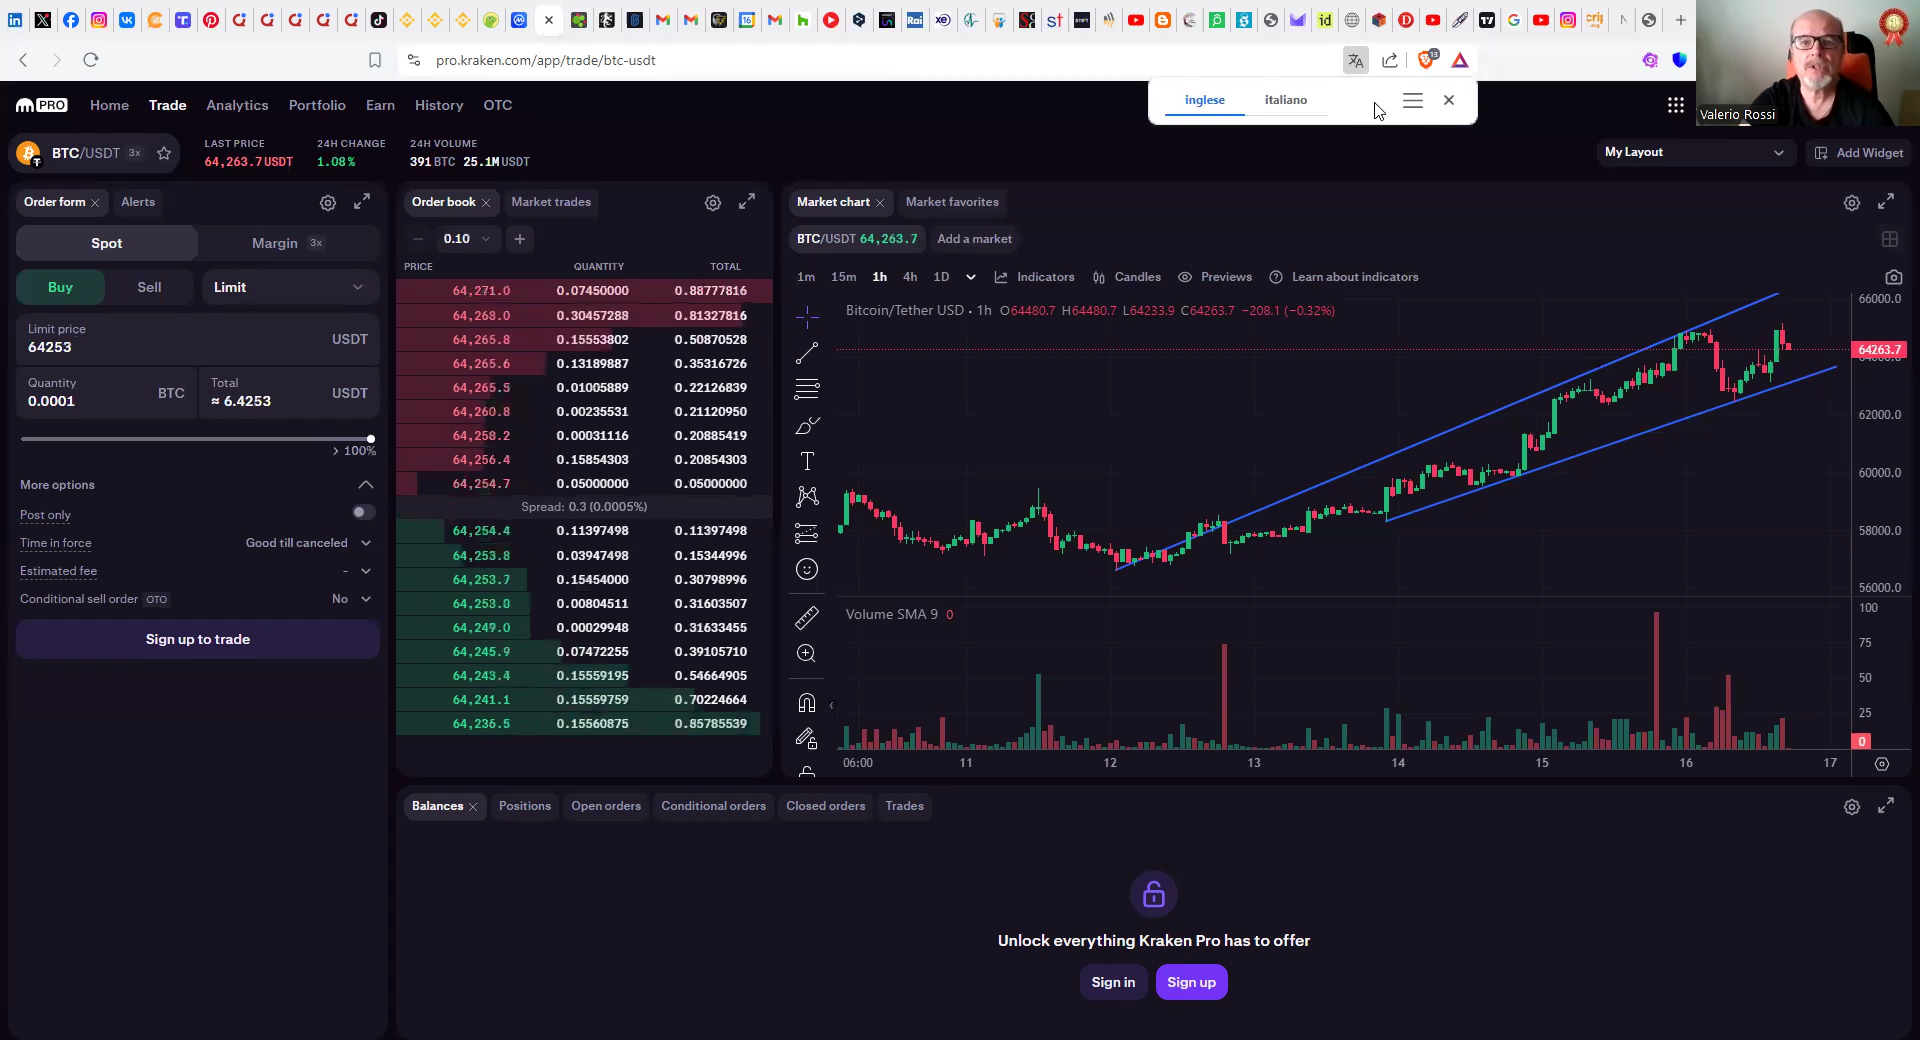 pro.kraken.com/app/trade/btc-usdt
13
Valerio Rossi
inglese italiano
PRO Home Trade Analytics Portfolio Earn History OTC
BTC/USDT 3x
LAST PRICE 24H CHANGE 24H VOLUME
64,263.7 USDT 1.08% 391 BTC 25.1M USDT
My Layout Add Widget
Order form Alerts
Spot Margin 3x
Buy Sell Limit
Limit price
64253 USDT
Quantity Total
0.0001 BTC ≈ 6.4253 USDT
> 100%
More options
Post only
Time in force Good till canceled
Estimated fee -
Conditional sell order OTO No
Sign up to trade
Order book Market trades
0.10
PRICE QUANTITY TOTAL
64,271.0 0.07450000 0.88777816
64,268.0 0.30457288 0.81327816
64,265.8 0.15553802 0.50870528
64,265.6 0.13189887 0.35316726
64,265.5 0.01005889 0.22126839
64,260.8 0.00235531 0.21120950
64,258.2 0.00031116 0.20885419
64,256.4 0.15854303 0.20854303
64,254.7 0.05000000 0.05000000
Spread: 0.3 (0.0005%)
64,254.4 0.11397498 0.11397498
64,253.8 0.03947498 0.15344996
64,253.7 0.15454000 0.30798996
64,253.0 0.00804511 0.31603507
64,249.0 0.00029948 0.31633455
64,245.9 0.07472255 0.39105710
64,243.4 0.15559195 0.54664905
64,241.1 0.15559759 0.70224664
64,236.5 0.15560875 0.85785539
Market chart Market favorites
BTC/USDT 64,263.7 Add a market
1m 15m 1h 4h 1D Indicators Candles Previews Learn about indicators
Bitcoin/Tether USD • 1h O64480.7 H64480.7 L64233.9 C64263.7 −208.1 (−0.32%)
66000.0
64263.7
64000.0
62000.0
60000.0
58000.0
56000.0
Volume SMA 9 0
100
75
50
25
0
06:00 11 12 13 14 15 16 17
Balances Positions Open orders Conditional orders Closed orders Trades
Unlock everything Kraken Pro has to offer
Sign in Sign up